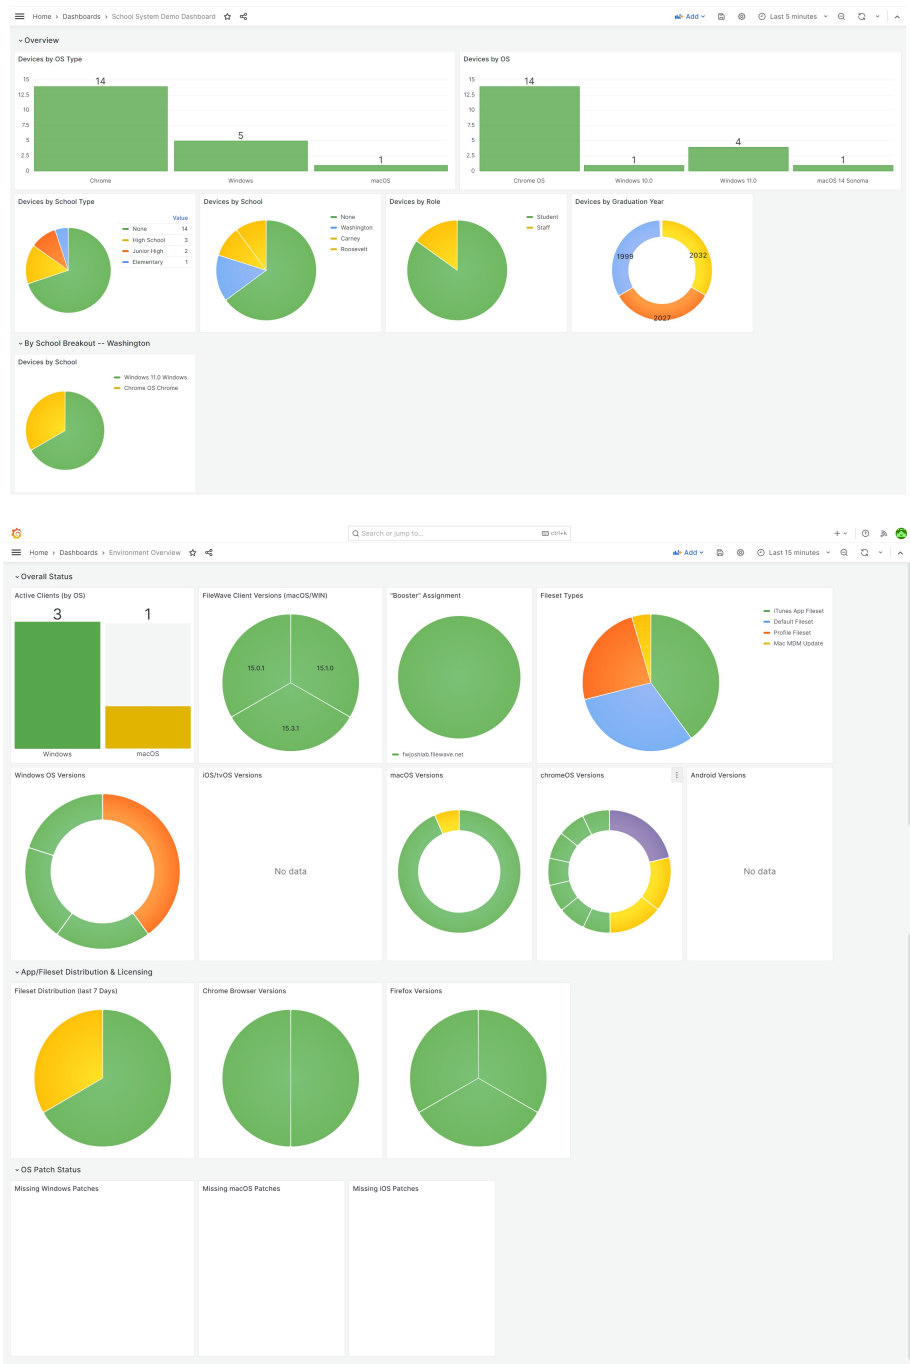 Home › Dashboards › School System Demo Dashboard
Add
Last 5 minutes
Overview
Devices by OS Type
15
12.5
10
7.5
5
2.5
0
14
5
1
Chrome
Windows
macOS
Devices by OS
15
12.5
10
7.5
5
2.5
0
14
1
4
1
Chrome OS
Windows 10.0
Windows 11.0
macOS 14 Sonoma
Devices by School Type
Value
None 14
High School 3
Junior High 2
Elementary 1
Devices by School
None
Washington
Carney
Roosevelt
Devices by Role
Student
Staff
Devices by Graduation Year
1999
2032
2027
By School Breakout -- Washington
Devices by School
Windows 11.0 Windows
Chrome OS Chrome
Search or jump to...
ctrl+k
Home › Dashboards › Environment Overview
Add
Last 15 minutes
Overall Status
Active Clients (by OS)
3
1
Windows
macOS
FileWave Client Versions (macOS/WIN)
15.0.1
15.1.0
15.3.1
"Booster" Assignment
fwjoshlab.filewave.net
Fileset Types
iTunes App Fileset
Default Fileset
Profile Fileset
Mac MDM Update
Windows OS Versions
iOS/tvOS Versions
No data
macOS Versions
chromeOS Versions
Android Versions
No data
App/Fileset Distribution & Licensing
Fileset Distribution (last 7 Days)
Chrome Browser Versions
Firefox Versions
OS Patch Status
Missing Windows Patches
Missing macOS Patches
Missing iOS Patches